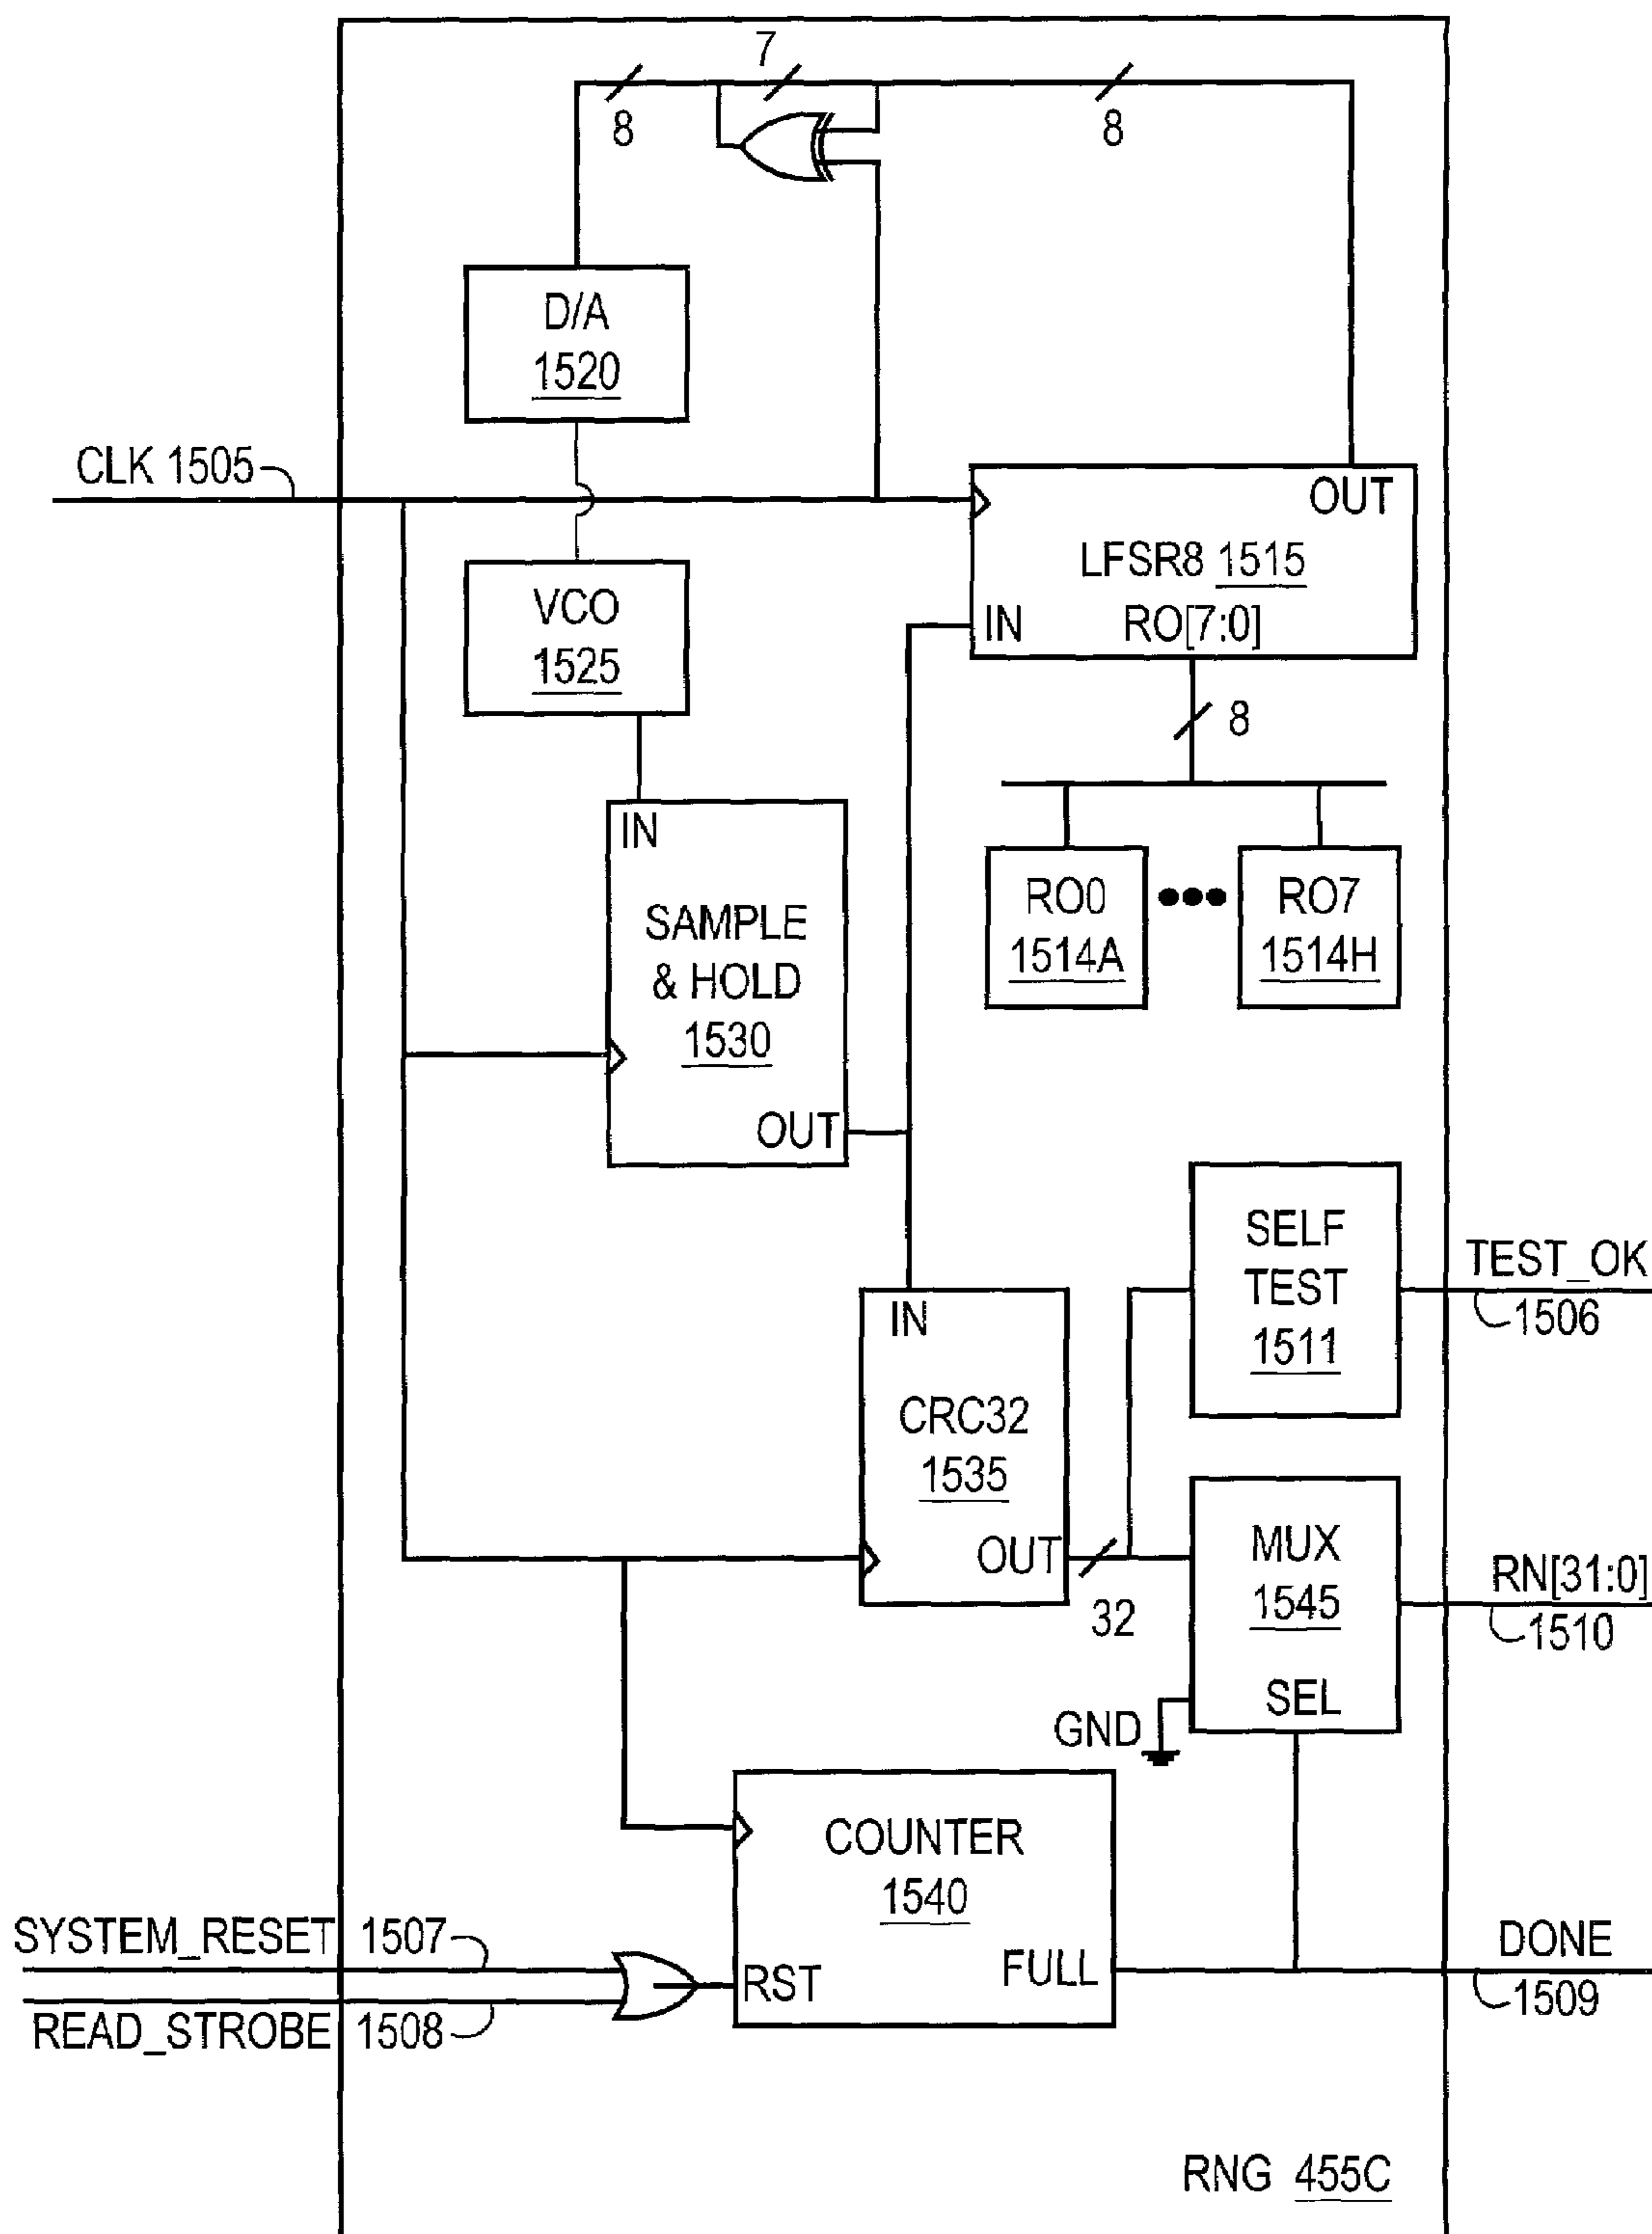 7
8
8
D/A
1520
CLK 1505
OUT
LFSR8 1515
IN
RO[7:0]
VCO
1525
8
IN
SAMPLE
& HOLD
1530
OUT
RO0
1514A
RO7
1514H
SELF
TEST
1511
TEST_OK
1506
IN
CRC32
1535
OUT
32
MUX
1545
SEL
RN[31:0]
1510
GND
COUNTER
1540
RST
FULL
SYSTEM_RESET 1507
READ_STROBE 1508
DONE
1509
RNG 455C